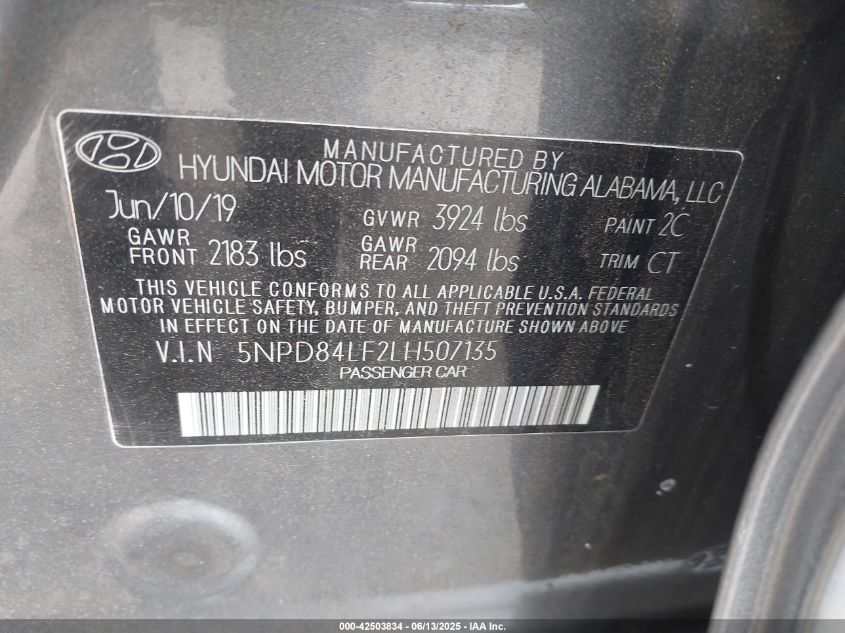 MANUFACTURED BY
HYUNDAI MOTOR MANUFACTURING ALABAMA, LLC
Jun/10/19 GVWR 3924 lbs PAINT 2C
GAWR FRONT 2183 lbs GAWR REAR 2094 lbs TRIM CT
THIS VEHICLE CONFORMS TO ALL APPLICABLE U.S.A. FEDERAL
MOTOR VEHICLE SAFETY, BUMPER, AND THEFT PREVENTION STANDARDS
IN EFFECT ON THE DATE OF MANUFACTURE SHOWN ABOVE
V.I.N 5NPD84LF2LH507135
PASSENGER CAR
000-42503834 - 06/13/2025 - IAA Inc.